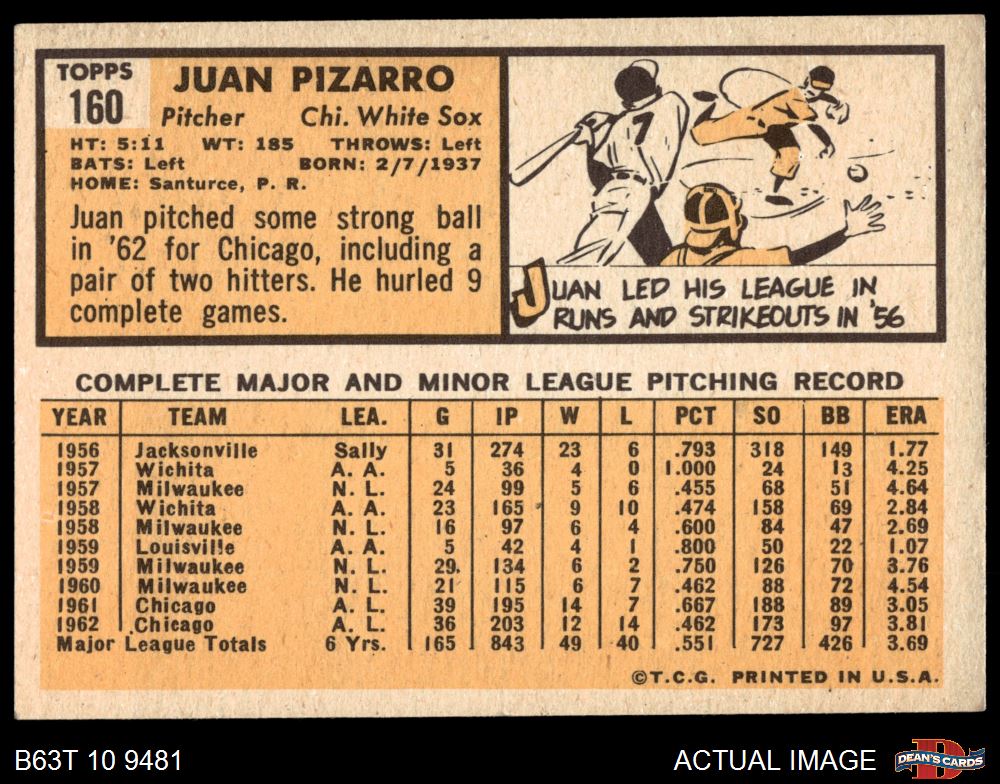 TOPPS
160
JUAN PIZARRO
Pitcher Chi. White Sox
HT: 5:11 WT: 185 THROWS: Left
BATS: Left BORN: 2/7/1937
HOME: Santurce, P. R.
Juan pitched some strong ball
in '62 for Chicago, including a
pair of two hitters. He hurled 9
complete games.
7
JUAN LED HIS LEAGUE IN
RUNS AND STRIKEOUTS IN '56
COMPLETE MAJOR AND MINOR LEAGUE PITCHING RECORD
YEAR TEAM LEA. G IP W L PCT SO BB ERA
1956 Jacksonville Sally 31 274 23 6 .793 318 149 1.77
1957 Wichita A. A. 5 36 4 0 1.000 24 13 4.25
1957 Milwaukee N. L. 24 99 5 6 .455 68 51 4.64
1958 Wichita A. A. 23 165 9 10 .474 158 69 2.84
1958 Milwaukee N. L. 16 97 6 4 .600 84 47 2.69
1959 Louisville A. A. 5 42 4 1 .800 50 22 1.07
1959 Milwaukee N. L. 29. 134 6 2 .750 126 70 3.76
1960 Milwaukee N. L. 21 115 6 7 .462 88 72 4.54
1961 Chicago A. L. 39 195 14 7 .667 188 89 3.05
1962 Chicago A. L. 36 203 12 14 .462 173 97 3.81
Major League Totals 6 Yrs. 165 843 49 40 .551 727 426 3.69
©T.C.G. PRINTED IN U.S.A.
B63T 10 9481 ACTUAL IMAGE
D
DEAN'S CARDS